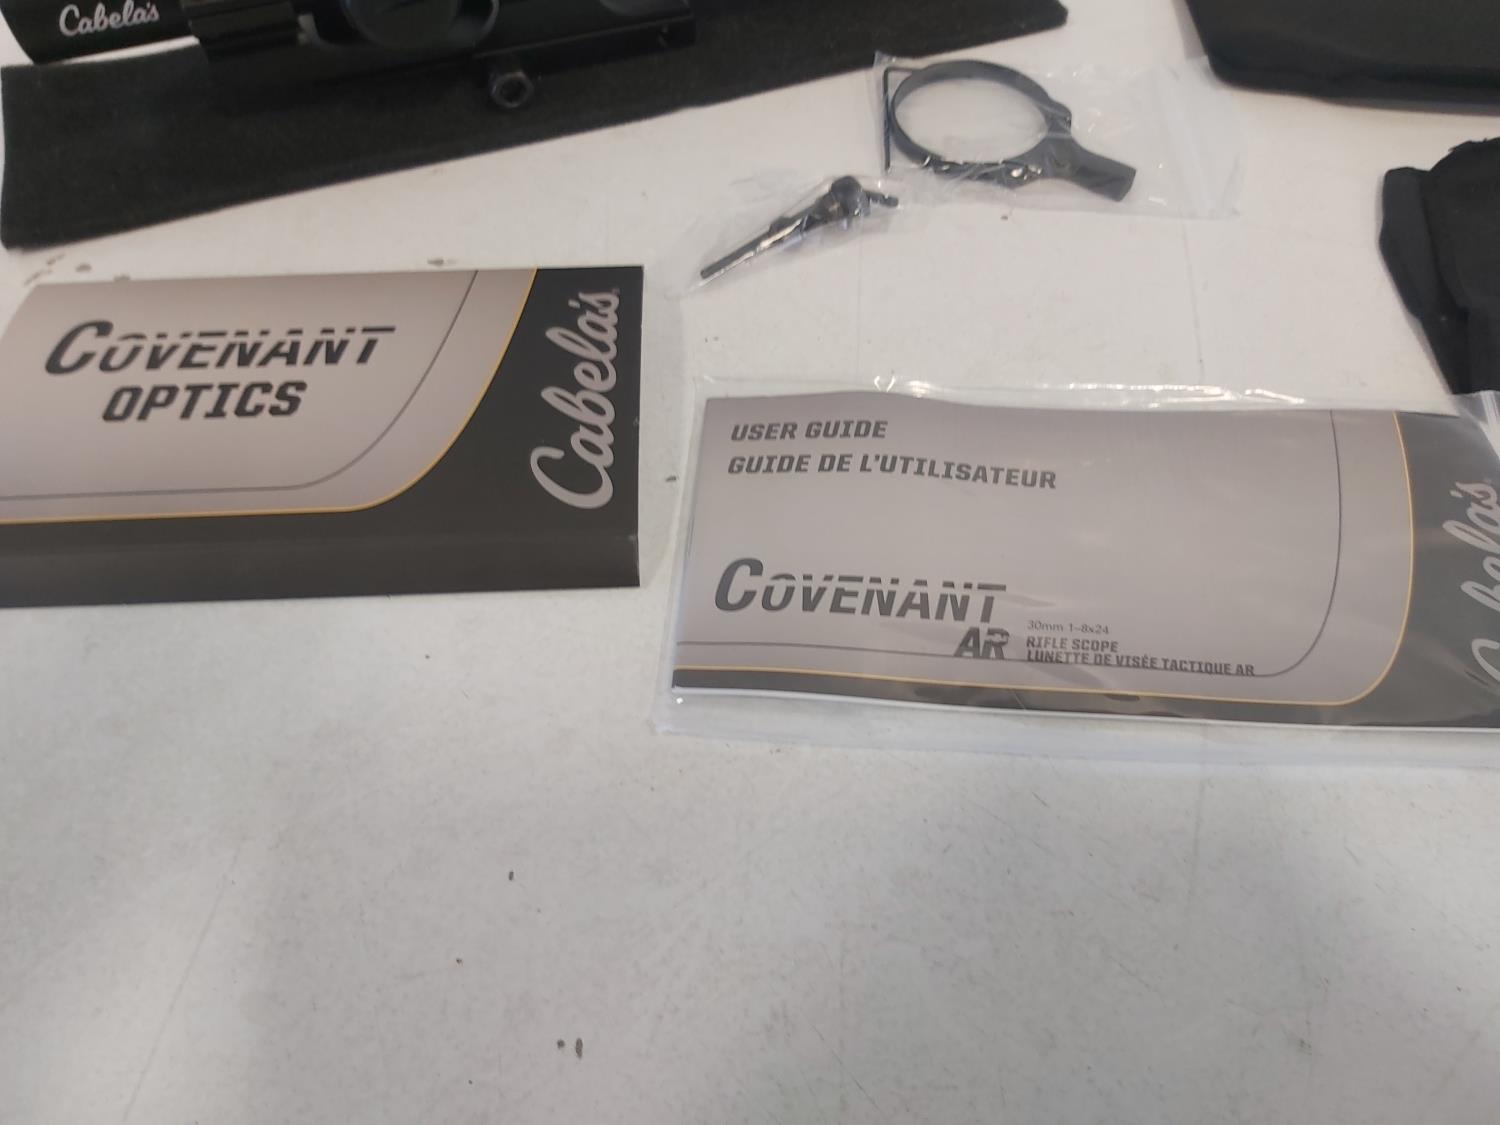 Cabela's
COVENANT
OPTICS
Cabela's
USER GUIDE
GUIDE DE L'UTILISATEUR
COVENANT
AR
30mm 1-8x24
RIFLE SCOPE
LUNETTE DE VISÉE TACTIQUE AR
Cabela's